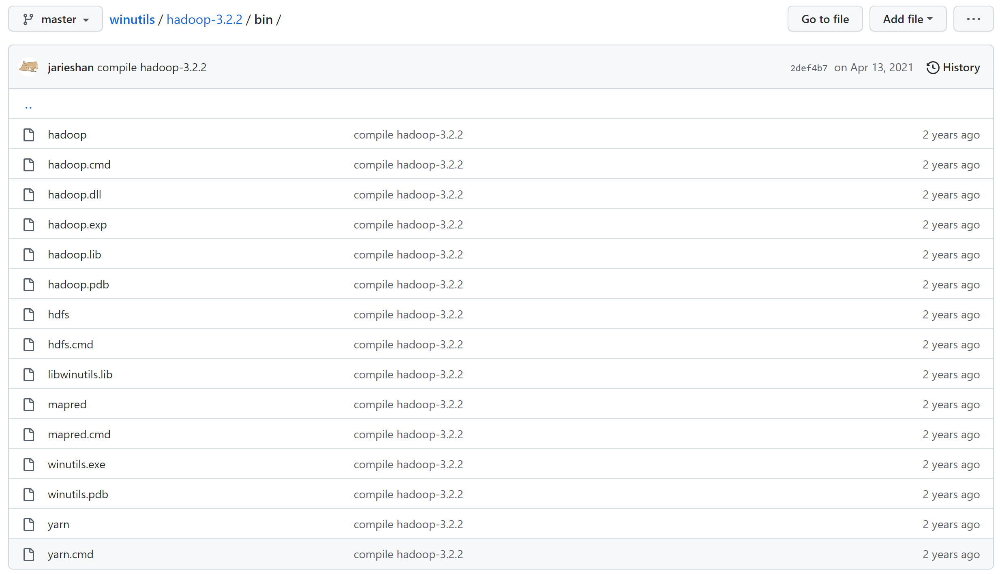 master winutils / hadoop-3.2.2 / bin / Go to file Add file ···
jarieshan compile hadoop-3.2.2 2def4b7 on Apr 13, 2021 History
..
hadoop compile hadoop-3.2.2 2 years ago
hadoop.cmd compile hadoop-3.2.2 2 years ago
hadoop.dll compile hadoop-3.2.2 2 years ago
hadoop.exp compile hadoop-3.2.2 2 years ago
hadoop.lib compile hadoop-3.2.2 2 years ago
hadoop.pdb compile hadoop-3.2.2 2 years ago
hdfs compile hadoop-3.2.2 2 years ago
hdfs.cmd compile hadoop-3.2.2 2 years ago
libwinutils.lib compile hadoop-3.2.2 2 years ago
mapred compile hadoop-3.2.2 2 years ago
mapred.cmd compile hadoop-3.2.2 2 years ago
winutils.exe compile hadoop-3.2.2 2 years ago
winutils.pdb compile hadoop-3.2.2 2 years ago
yarn compile hadoop-3.2.2 2 years ago
yarn.cmd compile hadoop-3.2.2 2 years ago